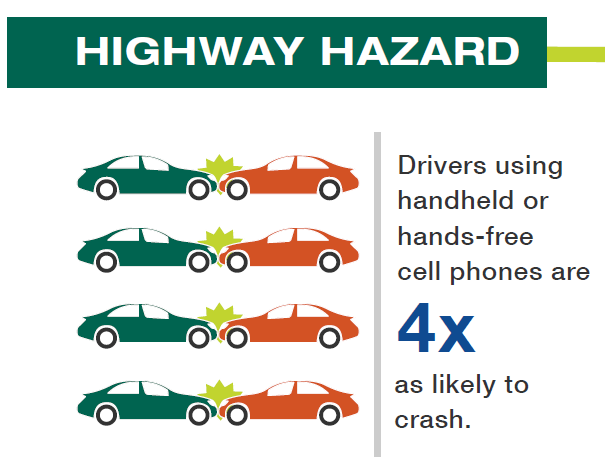 HIGHWAY HAZARD
Drivers using
handheld or
hands-free
cell phones are
4x
as likely to
crash.